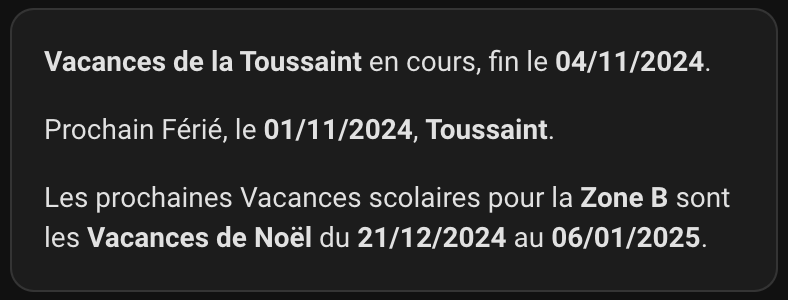 Vacances de la Toussaint en cours, fin le 04/11/2024.
Prochain Férié, le 01/11/2024, Toussaint.
Les prochaines Vacances scolaires pour la Zone B sont
les Vacances de Noël du 21/12/2024 au 06/01/2025.